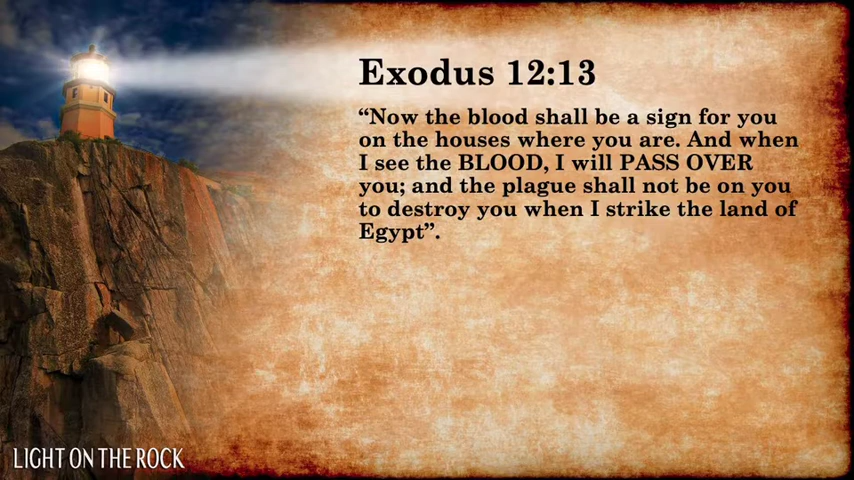 Exodus 12:13
“Now the blood shall be a sign for you
on the houses where you are. And when
I see the BLOOD, I will PASS OVER
you; and the plague shall not be on you
to destroy you when I strike the land of
Egypt”.
LIGHT ON THE ROCK